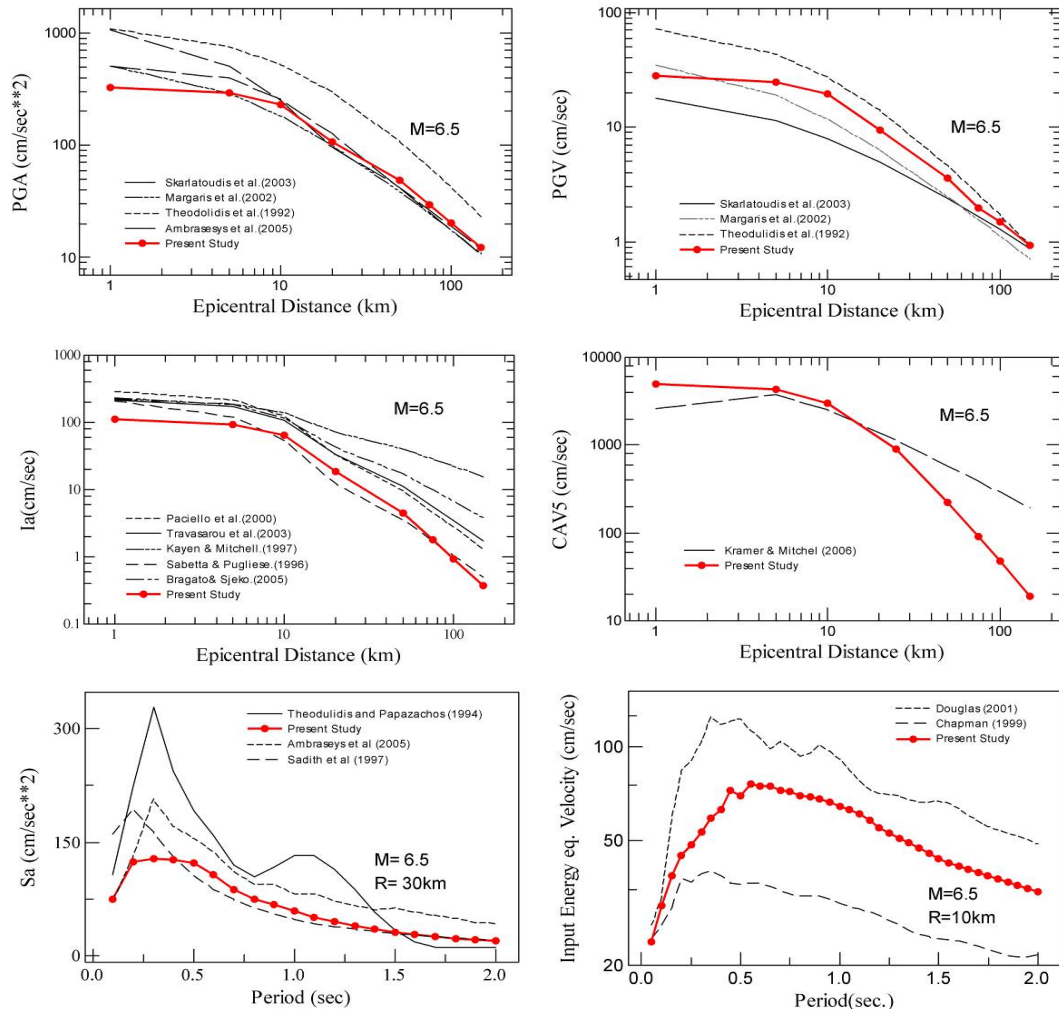 1000
100
10
PGA (cm/sec**2)
M=6.5
Skarlatoudis et al.(2003)
Margaris et al.(2002)
Theodolidis et al.(1992)
Ambrasesys et al.(2005)
Present Study
1
10
100
Epicentral Distance (km)
100
10
1
PGV (cm/sec)
M=6.5
Skarlatoudis et al.(2003)
Margaris et al.(2002)
Theodulidis et al.(1992)
Present Study
1
10
100
Epicentral Distance (km)
1000
100
10
1
0.1
Ia(cm/sec)
M=6.5
Paciello et al.(2000)
Travasarou et al.(2003)
Kayen & Mitchell.(1997)
Sabetta & Pugliese.(1996)
Bragato& Sjeko.(2005)
Present Study
1
10
100
Epicentral Distance (km)
10000
1000
100
10
CAV5 (cm/sec)
M=6.5
Kramer & Mitchel (2006)
Present Study
1
10
100
Epicentral Distance (km)
300
150
0
Sa (cm/sec**2)
Theodulidis and Papazachos (1994)
Present Study
Ambraseys et al (2005)
Sadith et al (1997)
M= 6.5
R= 30km
0.0
0.5
1.0
1.5
2.0
Period (sec)
100
50
20
Input Energy eq. Velocity (cm/sec)
Douglas (2001)
Chapman (1999)
Present Study
M=6.5
R=10km
0.0
0.5
1.0
1.5
2.0
Period(sec.)